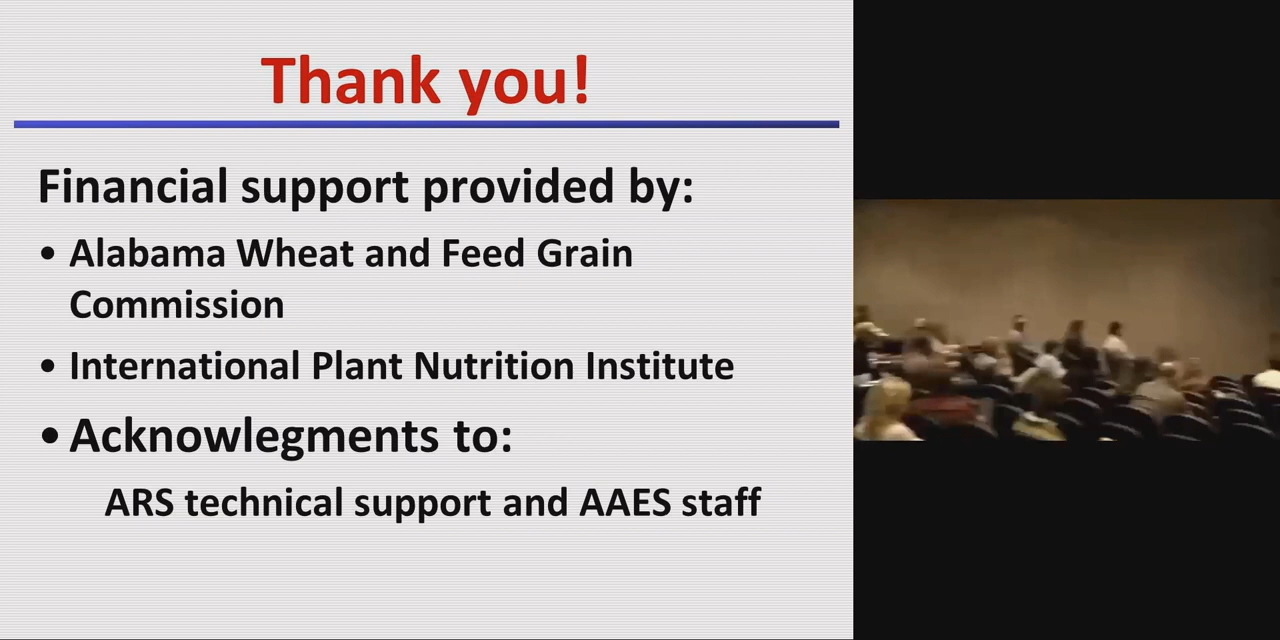 Thank you!
Financial support provided by:
• Alabama Wheat and Feed Grain
Commission
• International Plant Nutrition Institute
• Acknowlegments to:
ARS technical support and AAES staff